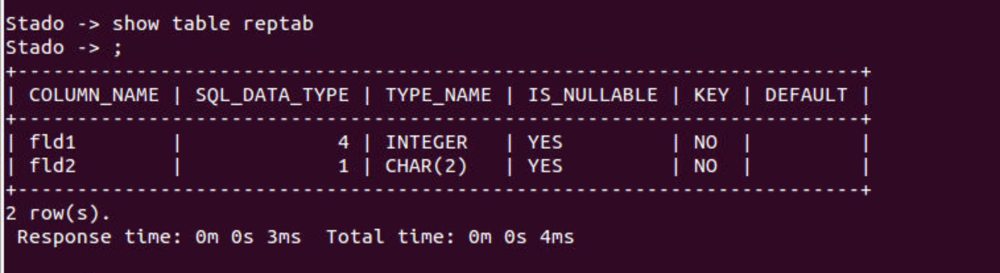 Stado -> show table reptab
Stado -> ;
+-----------------------------------------------------------------------+
| COLUMN_NAME | SQL_DATA_TYPE | TYPE_NAME | IS_NULLABLE | KEY | DEFAULT |
+-----------------------------------------------------------------------+
| fld1        |             4 | INTEGER   | YES         | NO  |         |
| fld2        |             1 | CHAR(2)   | YES         | NO  |         |
+-----------------------------------------------------------------------+
2 row(s).
 Response time: 0m 0s 3ms  Total time: 0m 0s 4ms